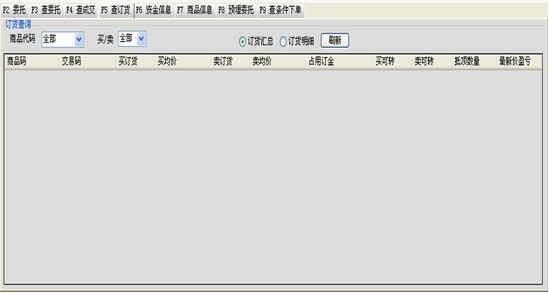 F2 委托 F3 查委托 F4 查成交 F5 查订货 F6 资金信息 F7 商品信息 F8 预埋委托 F9 查条件下单
订货查询
商品代码 全部 买/卖 全部 订货汇总 订货明细 刷新
商品码 交易码 买订货 买均价 卖订货 卖均价 占用订金 买可转 卖可转 抵顶数量 最新价盈亏